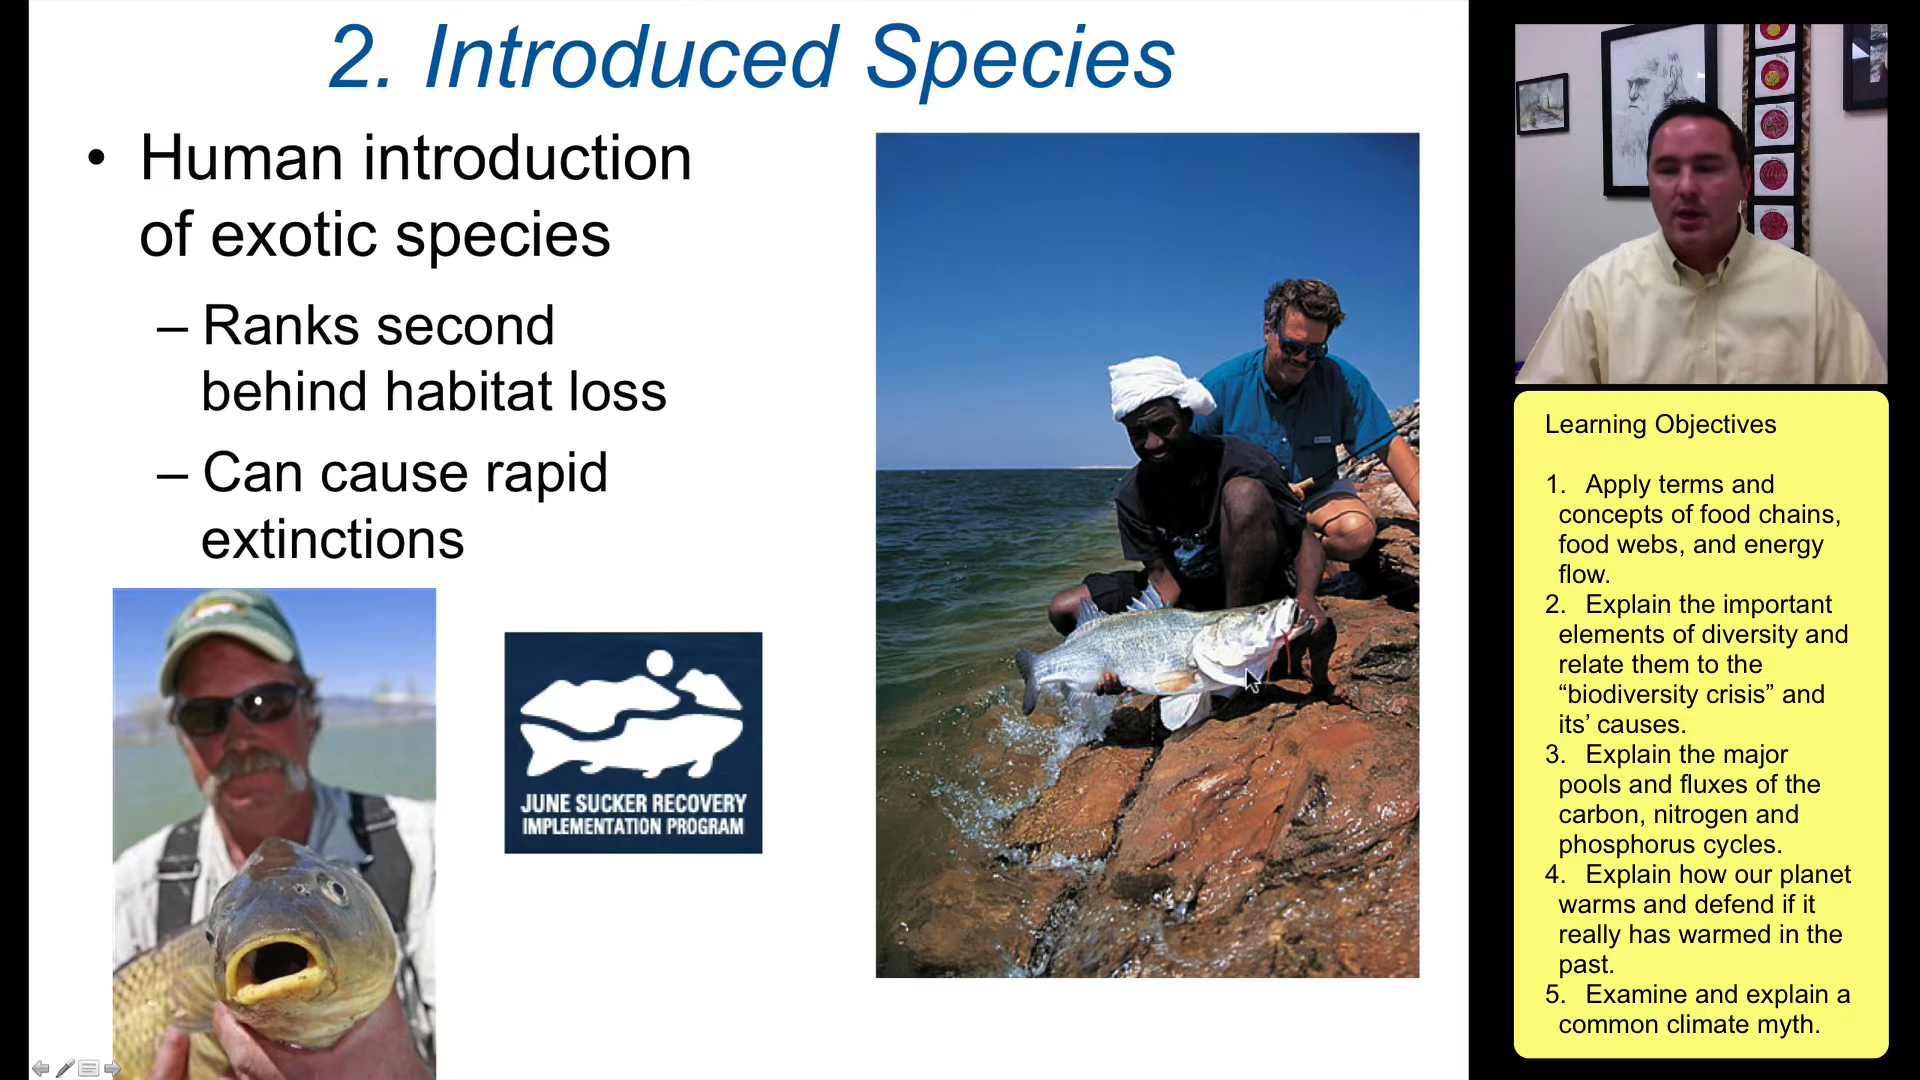 2. Introduced Species
• Human introduction
of exotic species
– Ranks second
behind habitat loss
– Can cause rapid
extinctions
JUNE SUCKER RECOVERY
IMPLEMENTATION PROGRAM
Learning Objectives
1. Apply terms and
concepts of food chains,
food webs, and energy
flow.
2. Explain the important
elements of diversity and
relate them to the
“biodiversity crisis” and
its’ causes.
3. Explain the major
pools and fluxes of the
carbon, nitrogen and
phosphorus cycles.
4. Explain how our planet
warms and defend if it
really has warmed in the
past.
5. Examine and explain a
common climate myth.